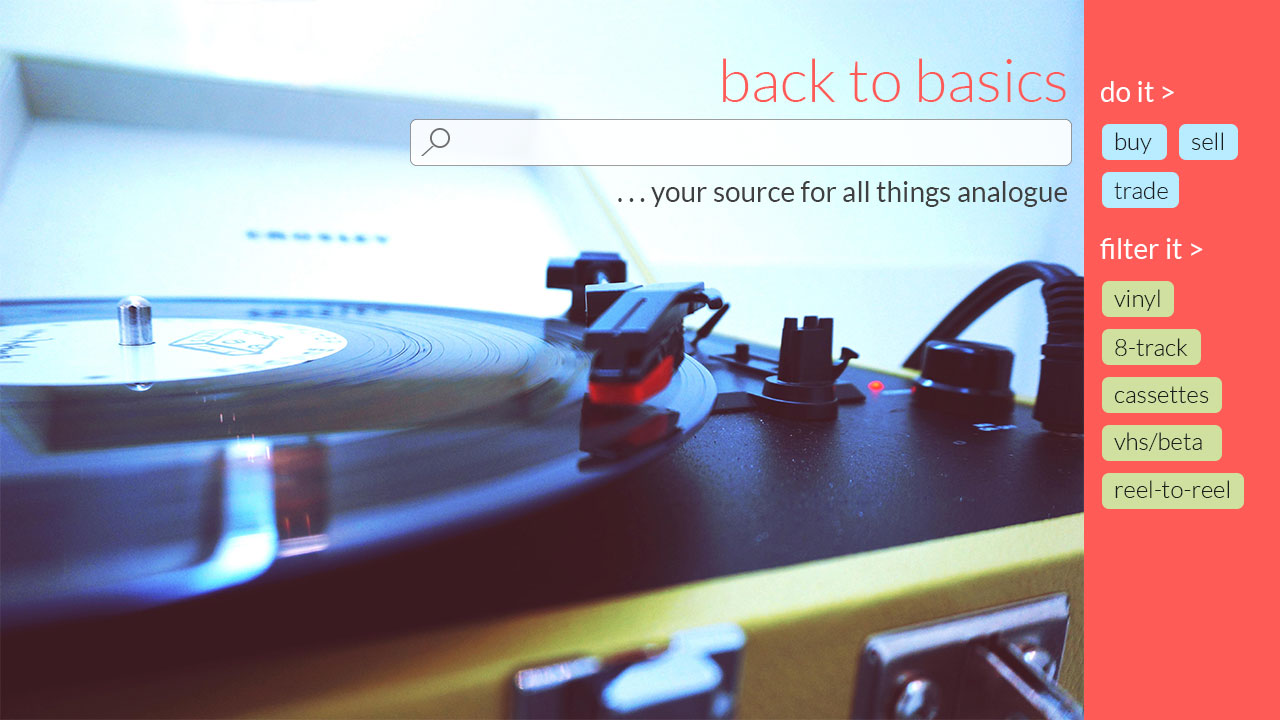 back to basics
. . . your source for all things analogue
CROSLEY
do it >
buy
sell
trade
filter it >
vinyl
8-track
cassettes
vhs/beta
reel-to-reel